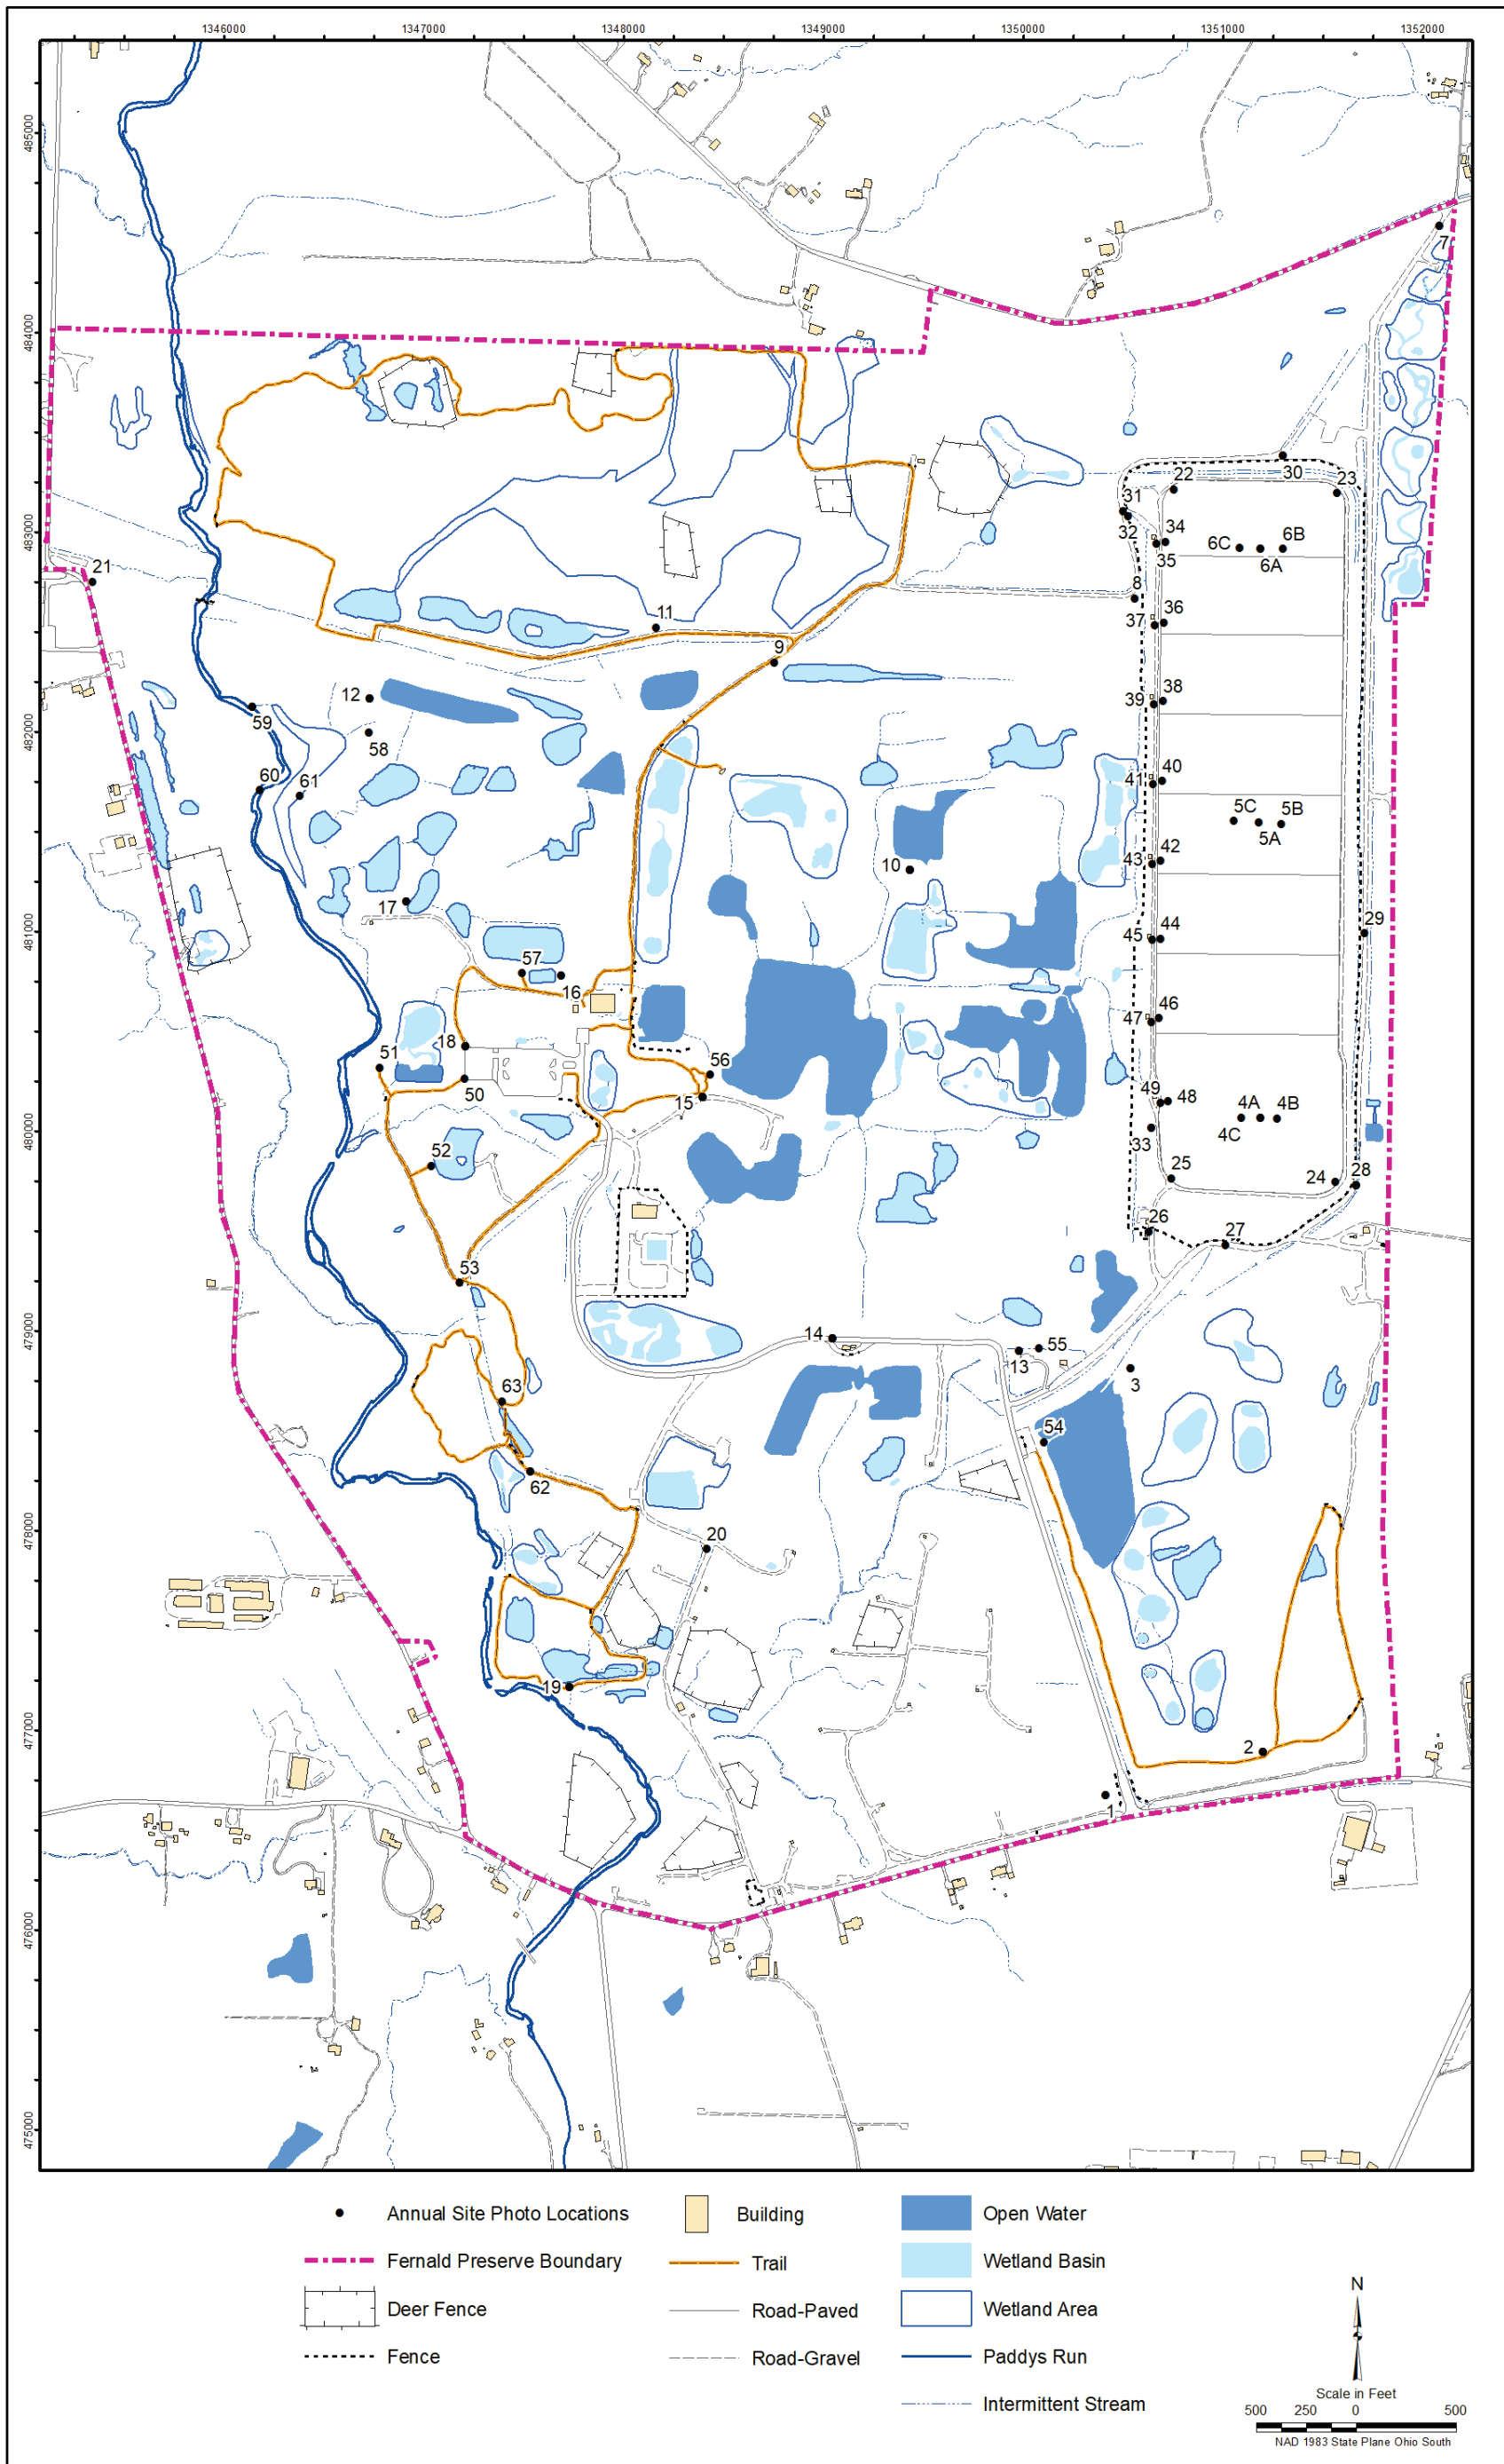 1346000 1347000 1348000 1349000 1350000 1351000 1352000
485000
484000
483000
482000
481000
480000
479000
478000
477000
476000
475000
7
30
22
23
31
32
34
35
6C
6B
6A
21
8
36
37
11
9
12
38
39
59
58
60
61
40
41
5C
5B
5A
42
43
10
17
29
44
45
57
16
46
47
18
51
56
50
15
49
48
4A
4B
4C
33
52
25
24
28
26
27
53
14
55
13
3
63
54
62
20
19
2
1
Annual Site Photo Locations
Fernald Preserve Boundary
Deer Fence
Fence
Building
Trail
Road-Paved
Road-Gravel
Open Water
Wetland Basin
Wetland Area
Paddys Run
Intermittent Stream
N
Scale in Feet
500 250 0 500
NAD 1983 State Plane Ohio South